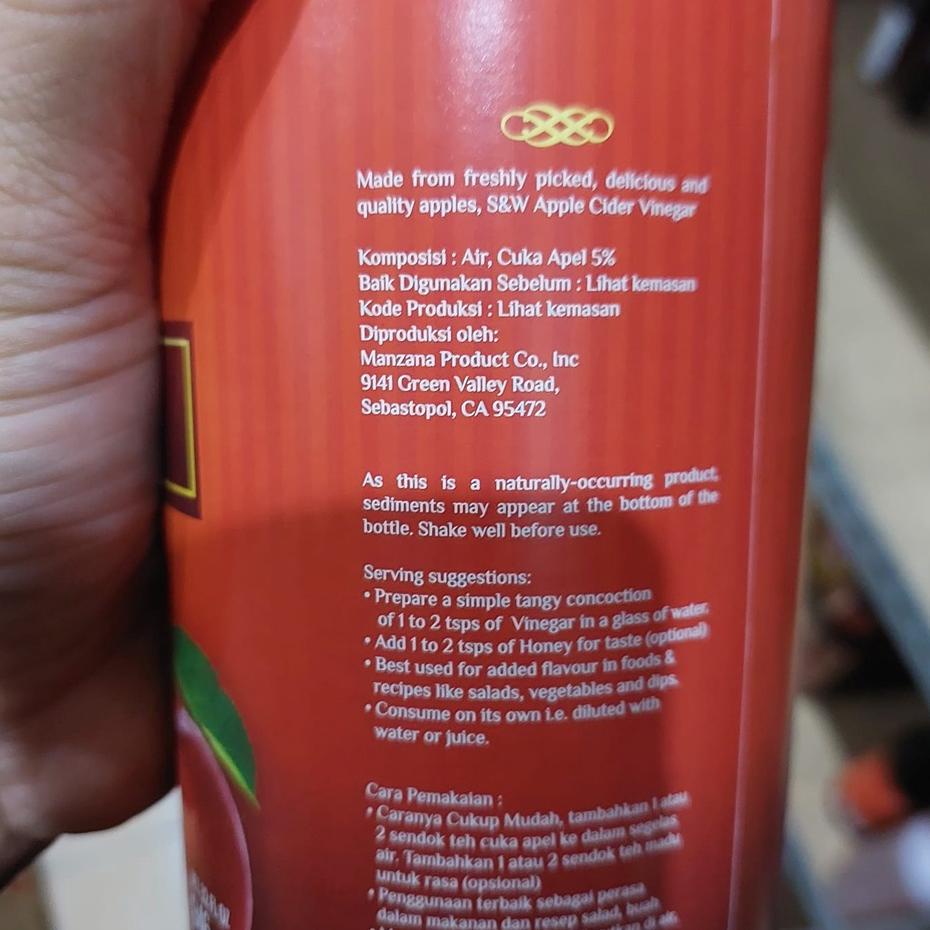 Made from freshly picked, delicious and
quality apples, S&W Apple Cider Vinegar
Komposisi : Air, Cuka Apel 5%
Baik Digunakan Sebelum : Lihat kemasan
Kode Produksi : Lihat kemasan
Diproduksi oleh:
Manzana Product Co., Inc
9141 Green Valley Road,
Sebastopol, CA 95472
As this is a naturally-occurring product,
sediments may appear at the bottom of the
bottle. Shake well before use.
Serving suggestions:
• Prepare a simple tangy concoction
of 1 to 2 tsps of Vinegar in a glass of water.
• Add 1 to 2 tsps of Honey for taste (optional)
• Best used for added flavour in foods &
recipes like salads, vegetables and dips.
• Consume on its own i.e. diluted with
water or juice.
Cara Pemakaian :
• Caranya Cukup Mudah, tambahkan 1 atau
2 sendok teh cuka apel ke dalam segelas
air. Tambahkan 1 atau 2 sendok teh madu
untuk rasa (opsional)
• Penggunaan terbaik sebagai perasa
dalam makanan dan resep salad, buah